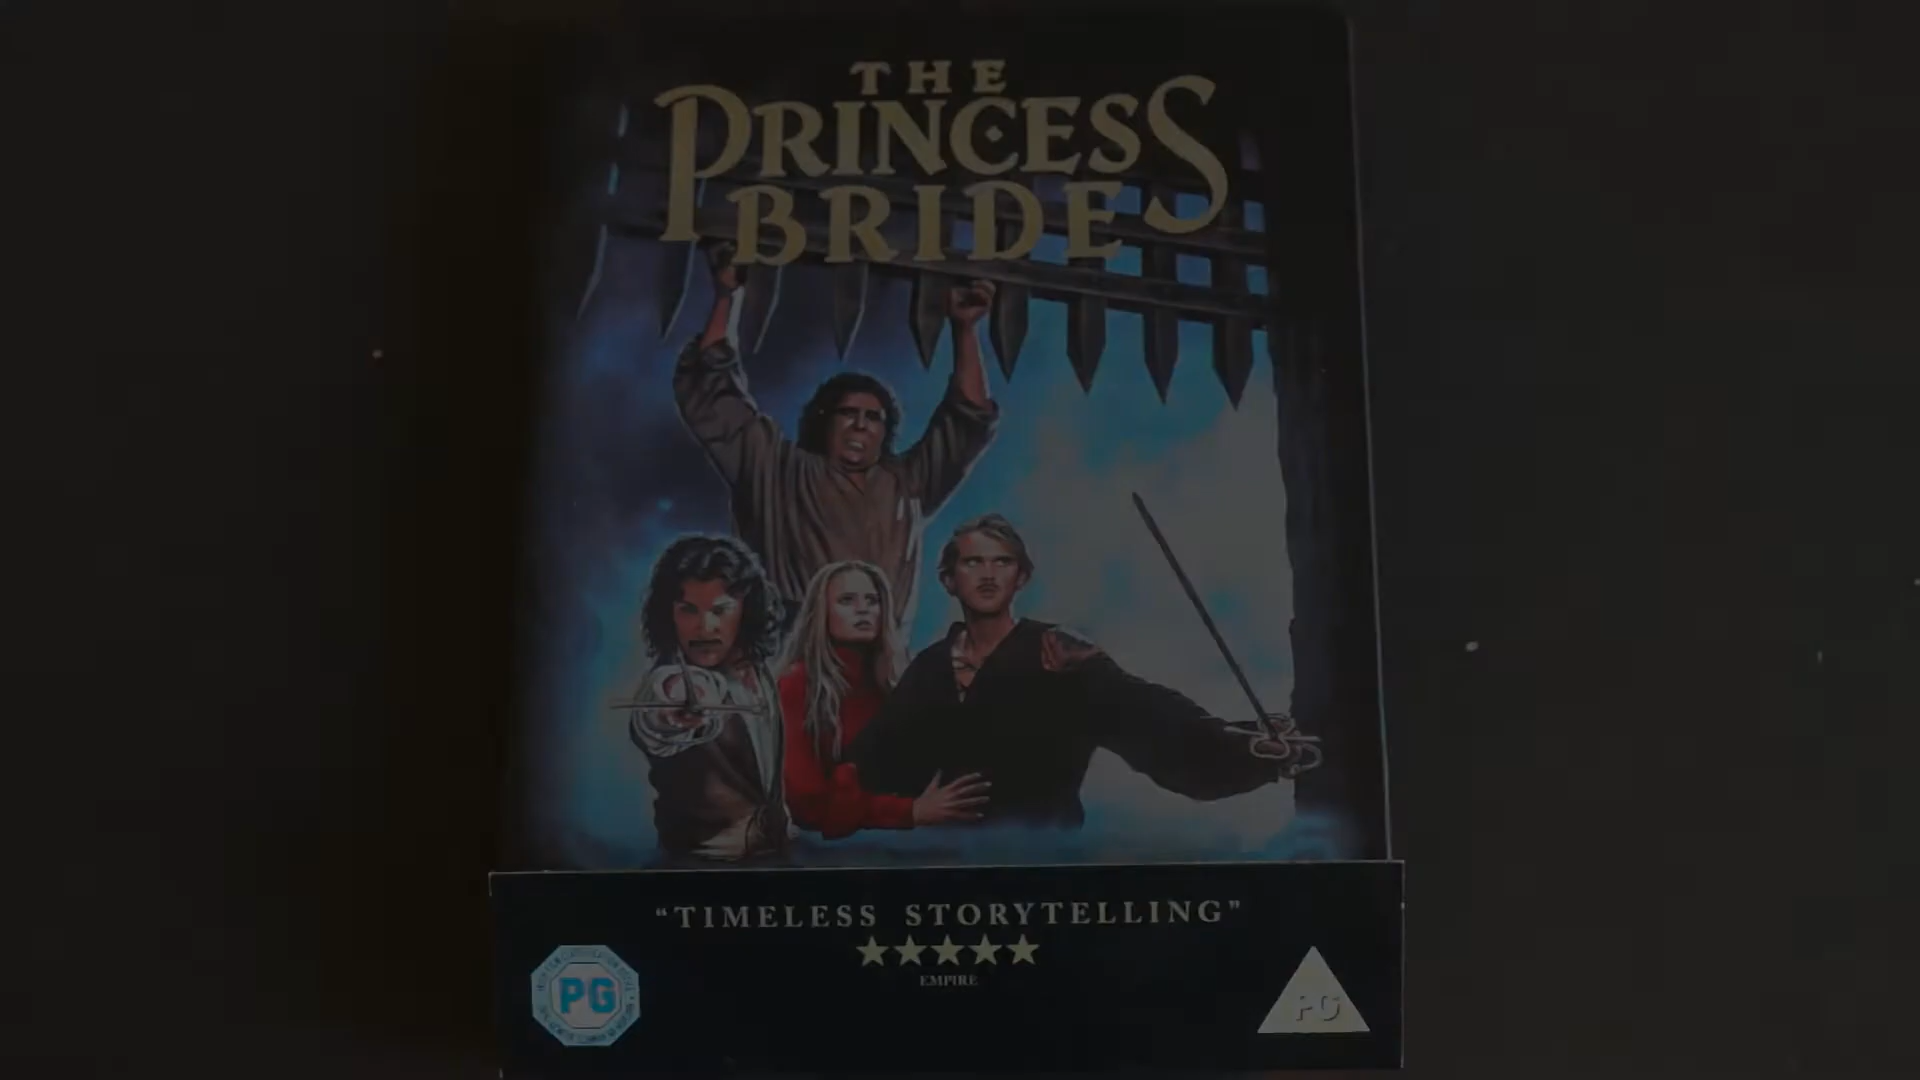 THE
PRINCESS
BRIDE
"TIMELESS STORYTELLING"
EMPIRE
PG
PG